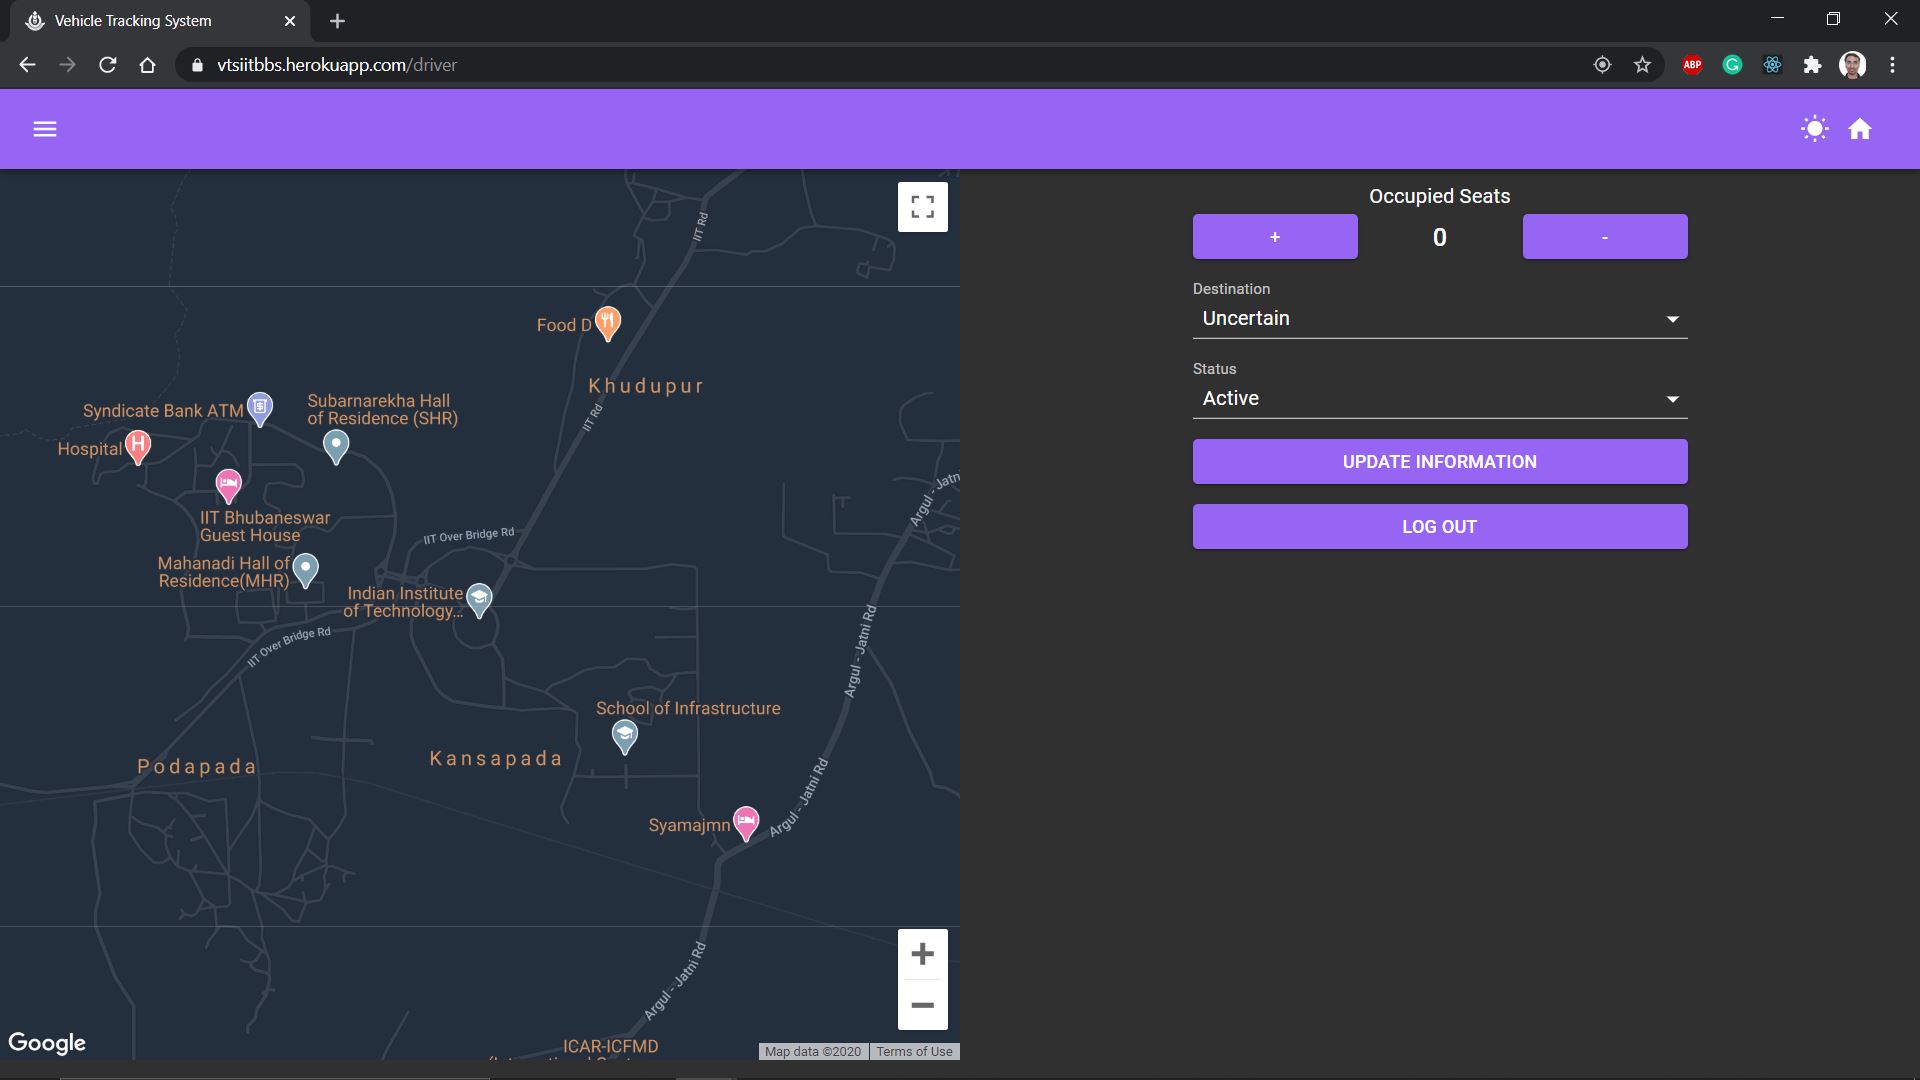 Vehicle Tracking System
vtsiitbbs.herokuapp.com/driver
ABP
Occupied Seats
+ 0 -
Destination
Uncertain
Status
Active
UPDATE INFORMATION
LOG OUT
IIT Rd
Food D
Khudupur
IIT Rd
Syndicate Bank ATM
Subarnarekha Hall
of Residence (SHR)
Hospital
H
IIT Bhubaneswar
Guest House
IIT Over Bridge Rd
Argul - Jatn
Mahanadi Hall of
Residence(MHR)
Indian Institute
of Technology...
IIT Over Bridge Rd
Argul - Jatni Rd
School of Infrastructure
Kansapada
Podapada
Argul - Jatni Rd
Syamajmn
Argul - Jatni Rd
Google
ICAR-ICFMD
Map data ©2020
Terms of Use